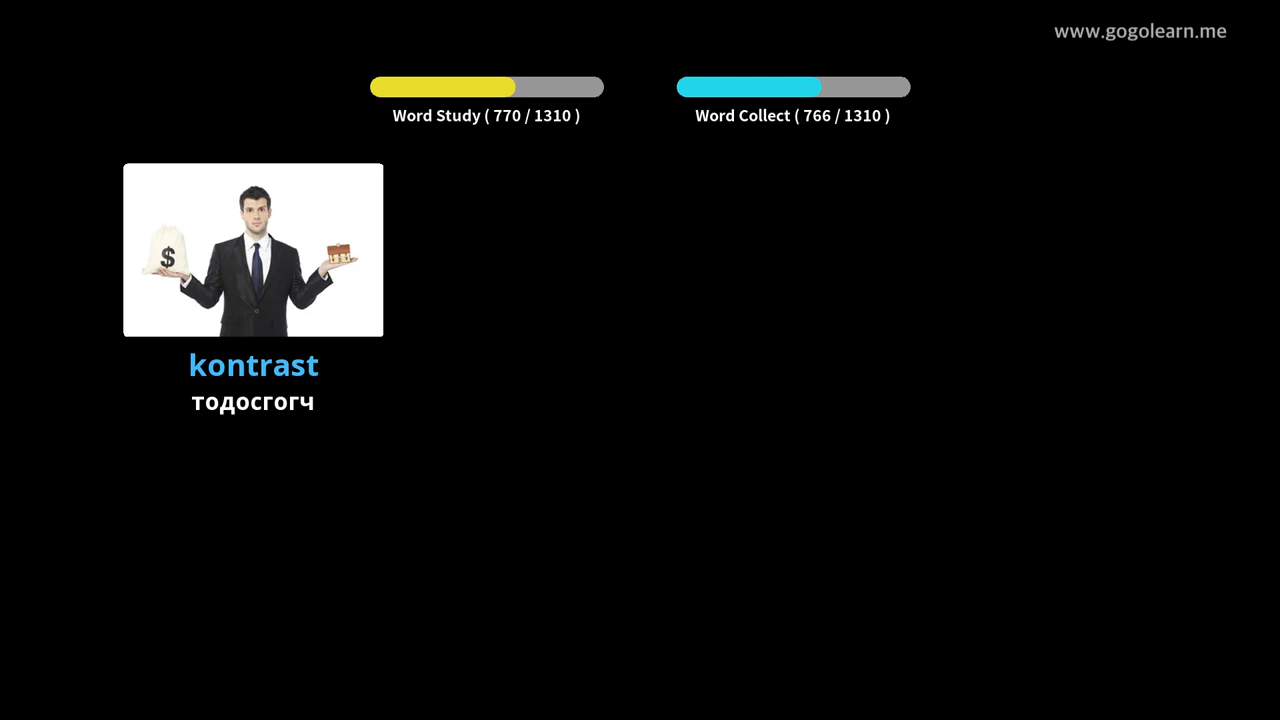 www.gogolearn.me
Word Study ( 770 / 1310 )
Word Collect ( 766 / 1310 )
$
kontrast
тодосгогч